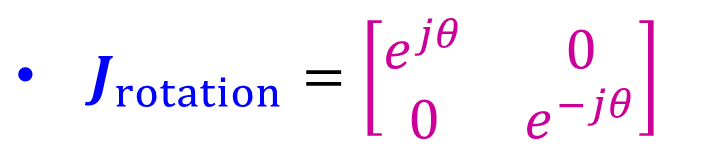 • J_rotation = [e^{jθ} 0
0 e^{-jθ}]